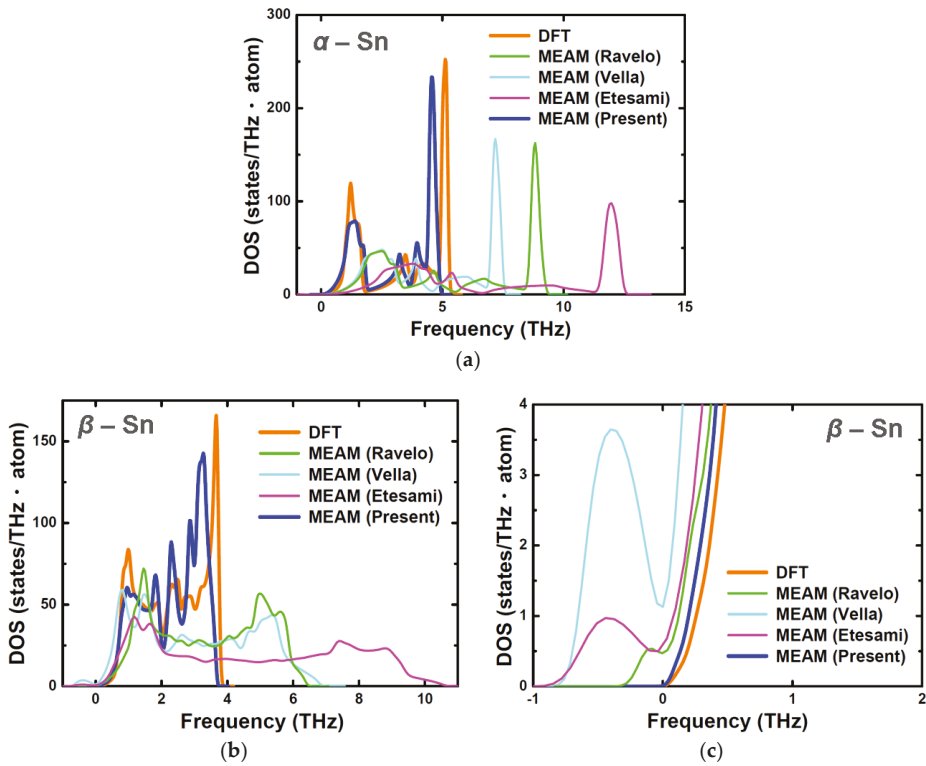 α – Sn
DFT
MEAM (Ravelo)
MEAM (Vella)
MEAM (Etesami)
MEAM (Present)
DOS (states/THz · atom)
300
200
100
0
0 5 10 15
Frequency (THz)
(a)
β – Sn
DFT
MEAM (Ravelo)
MEAM (Vella)
MEAM (Etesami)
MEAM (Present)
DOS (states/THz · atom)
150
100
50
0
0 2 4 6 8 10
Frequency (THz)
(b)
β – Sn
DFT
MEAM (Ravelo)
MEAM (Vella)
MEAM (Etesami)
MEAM (Present)
DOS (states/THz · atom)
4
3
2
1
0
-1 0 1 2
Frequency (THz)
(c)